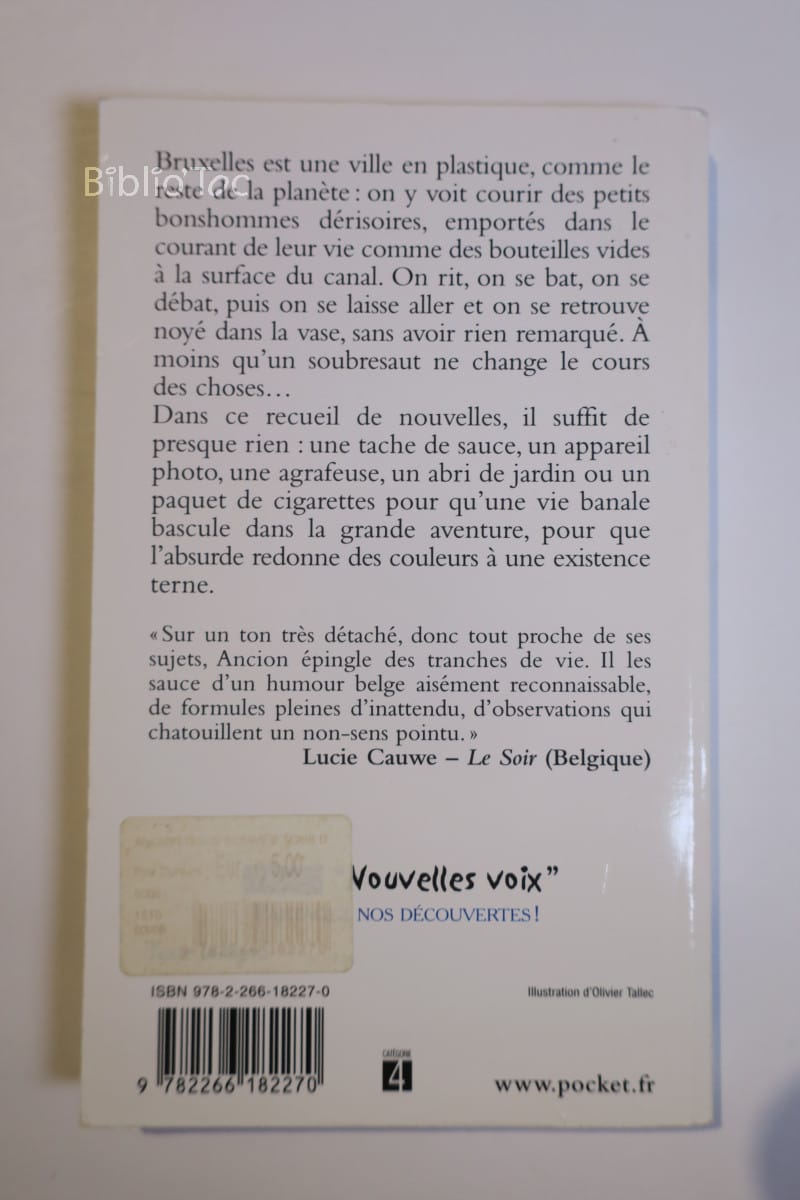 Bruxelles est une ville en plastique, comme le
Biblio'Toc
reste de la planète : on y voit courir des petits
bonshommes dérisoires, emportés dans le
courant de leur vie comme des bouteilles vides
à la surface du canal. On rit, on se bat, on se
débat, puis on se laisse aller et on se retrouve
noyé dans la vase, sans avoir rien remarqué. À
moins qu'un soubresaut ne change le cours
des choses…
Dans ce recueil de nouvelles, il suffit de
presque rien : une tache de sauce, un appareil
photo, une agrafeuse, un abri de jardin ou un
paquet de cigarettes pour qu'une vie banale
bascule dans la grande aventure, pour que
l'absurde redonne des couleurs à une existence
terne.
« Sur un ton très détaché, donc tout proche de ses
sujets, Ancion épingle des tranches de vie. Il les
sauce d'un humour belge aisément reconnaissable,
de formules pleines d'inattendu, d'observations qui
chatouillent un non-sens pointu. »
Lucie Cauwe – Le Soir (Belgique)
Eur 5,00
Nouvelles voix"
NOS DÉCOUVERTES !
ISBN 978-2-266-18227-0
Illustration d'Olivier Tallec
9 782266 182270
CATÉGORIE
4
www.pocket.fr